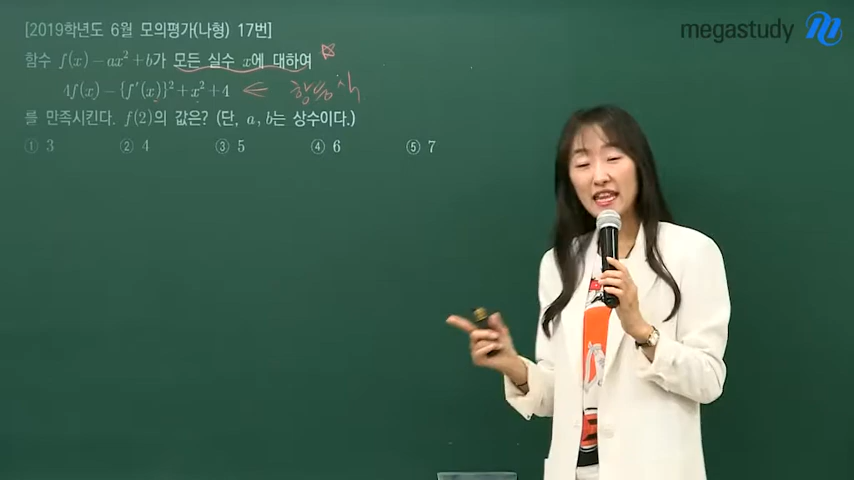 [2019학년도 6월 모의평가(나형) 17번]
megastudy
함수 f(x)=ax²+b가 모든 실수 x에 대하여
4f(x)={f'(x)}²+x²+4 ← 항등식
를 만족시킨다. f(2)의 값은? (단, a, b는 상수이다.)
① 3 ② 4 ③ 5 ④ 6 ⑤ 7